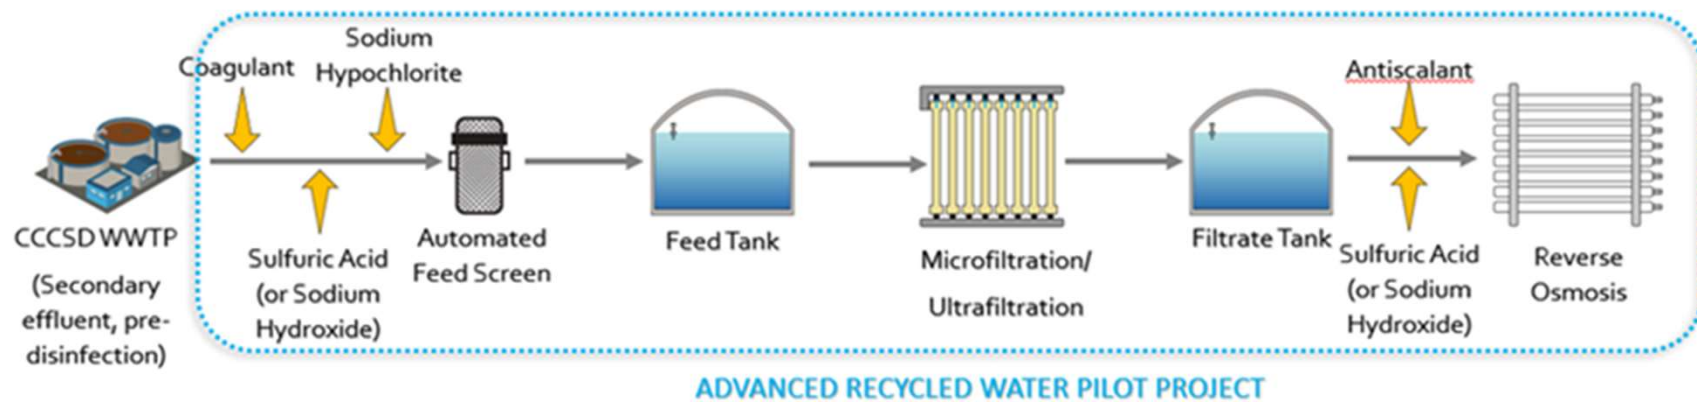 Coagulant
Sodium
Hypochlorite
Antiscalant
CCCSD WWTP
(Secondary
effluent, pre-
disinfection)
Sulfuric Acid
(or Sodium
Hydroxide)
Automated
Feed Screen
Feed Tank
Microfiltration/
Ultrafiltration
Filtrate Tank
Sulfuric Acid
(or Sodium
Hydroxide)
Reverse
Osmosis
ADVANCED RECYCLED WATER PILOT PROJECT